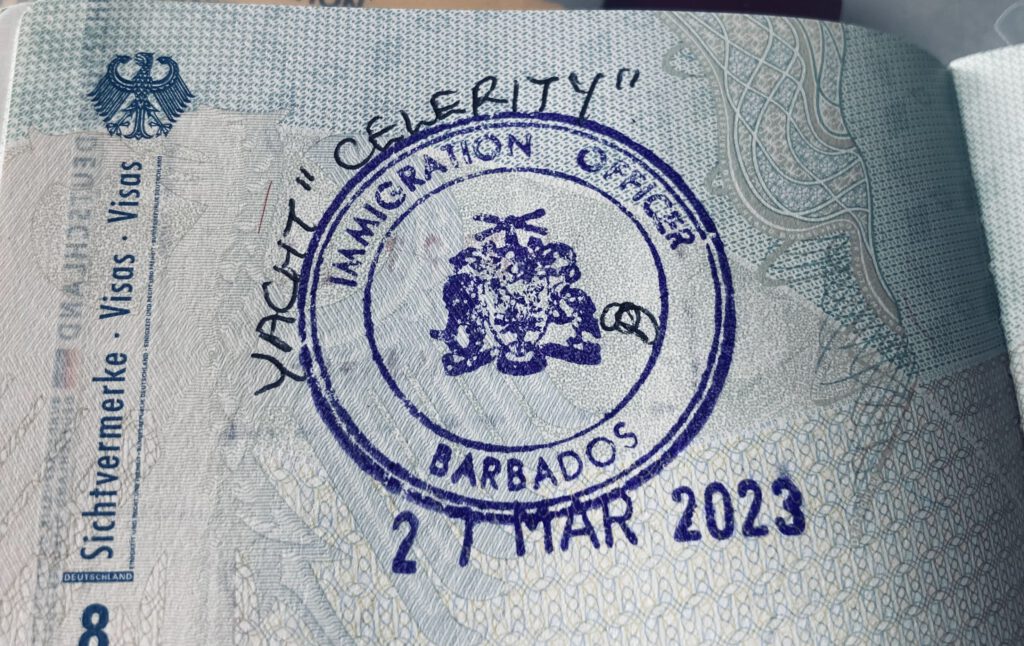 Sichtvermerke · Visas · Visas
DEUTSCHLAND
8
YACHT "CELERITY"
IMMIGRATION OFFICER
BARBADOS
27 MAR 2023